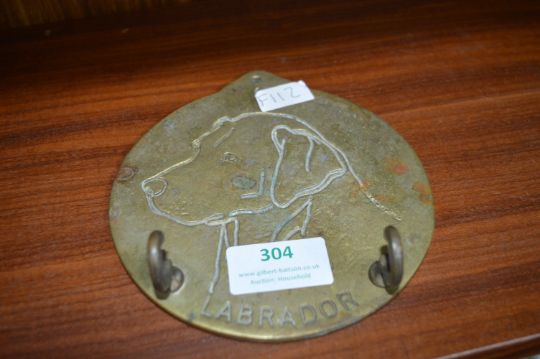 F112
304
www.gilbert-baitson.co.uk
Auction: Household
LABRADOR